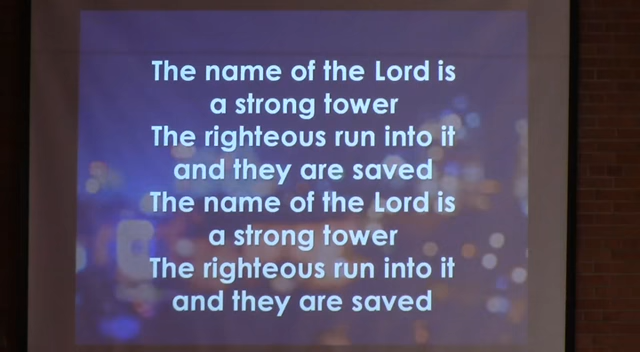 The name of the Lord is
a strong tower
The righteous run into it
and they are saved
The name of the Lord is
a strong tower
The righteous run into it
and they are saved